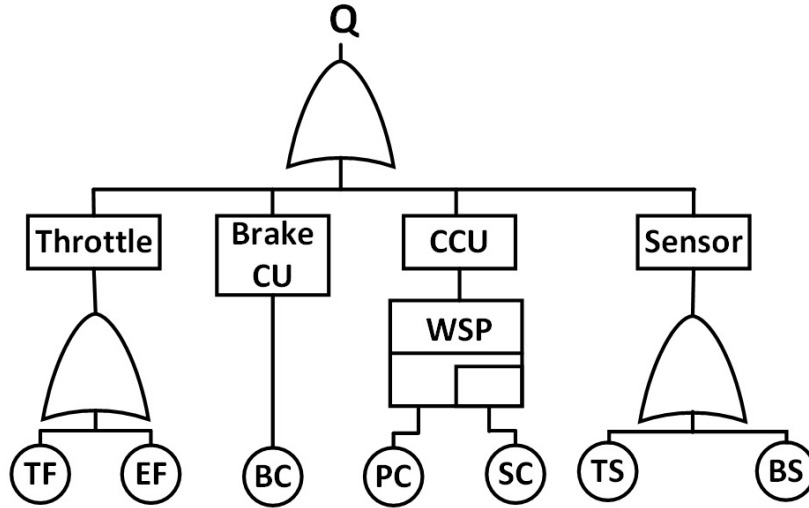 Q
Throttle
Brake
CU
CCU
Sensor
WSP
TF
EF
BC
PC
SC
TS
BS